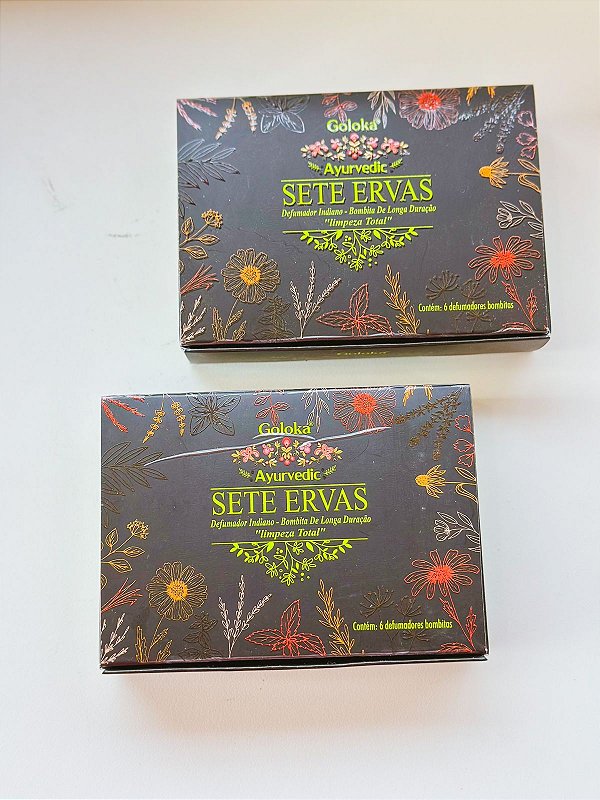 Goloka
Ayurvedic
SETE ERVAS
Defumador Indiano - Bombita De Longa Duração
"limpeza Total"
Contém: 6 defumadores bombitas
Goloka
Goloka
Ayurvedic
SETE ERVAS
Defumador Indiano - Bombita De Longa Duração
"limpeza Total"
Contém: 6 defumadores bombitas